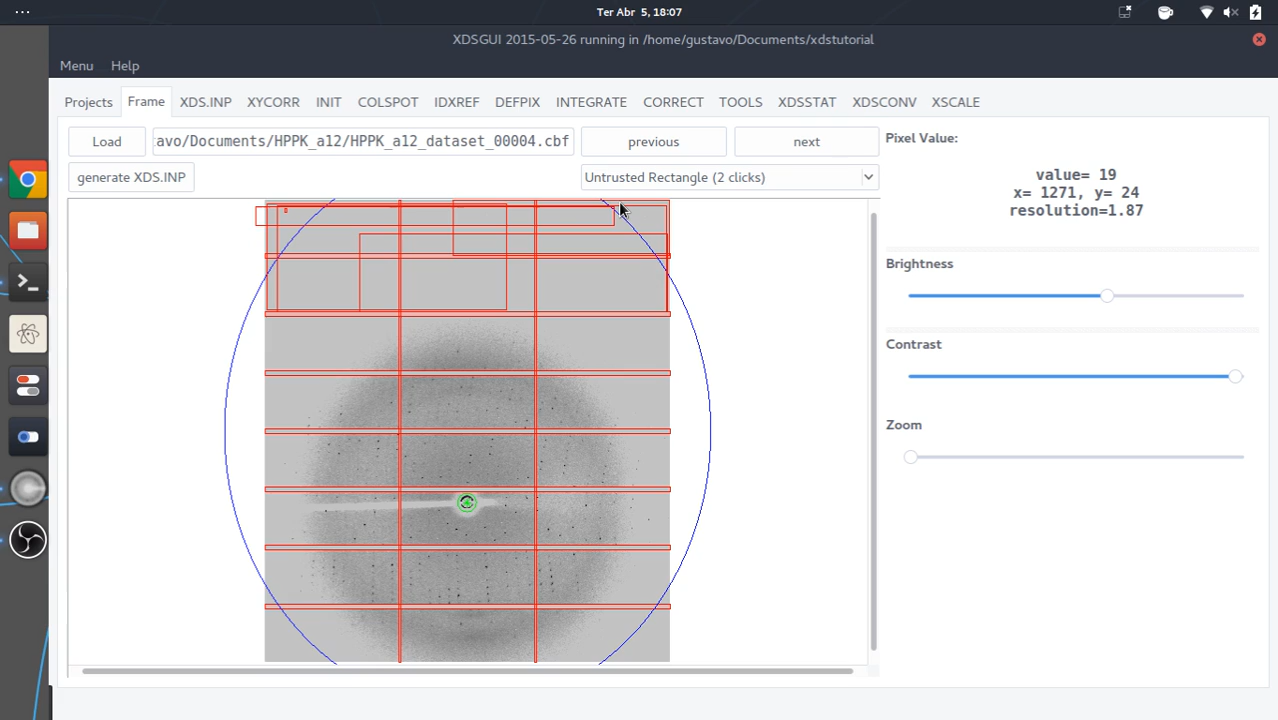 Ter Abr 5, 18:07
XDSGUI 2015-05-26 running in /home/gustavo/Documents/xdstutorial
Menu Help
Projects Frame XDS.INP XYCORR INIT COLSPOT IDXREF DEFPIX INTEGRATE CORRECT TOOLS XDSSTAT XDSCONV XSCALE
Load avo/Documents/HPPK_a12/HPPK_a12_dataset_00004.cbf previous next Pixel Value:
generate XDS.INP Untrusted Rectangle (2 clicks) value= 19
x= 1271, y= 24
resolution=1.87
Brightness
Contrast
Zoom